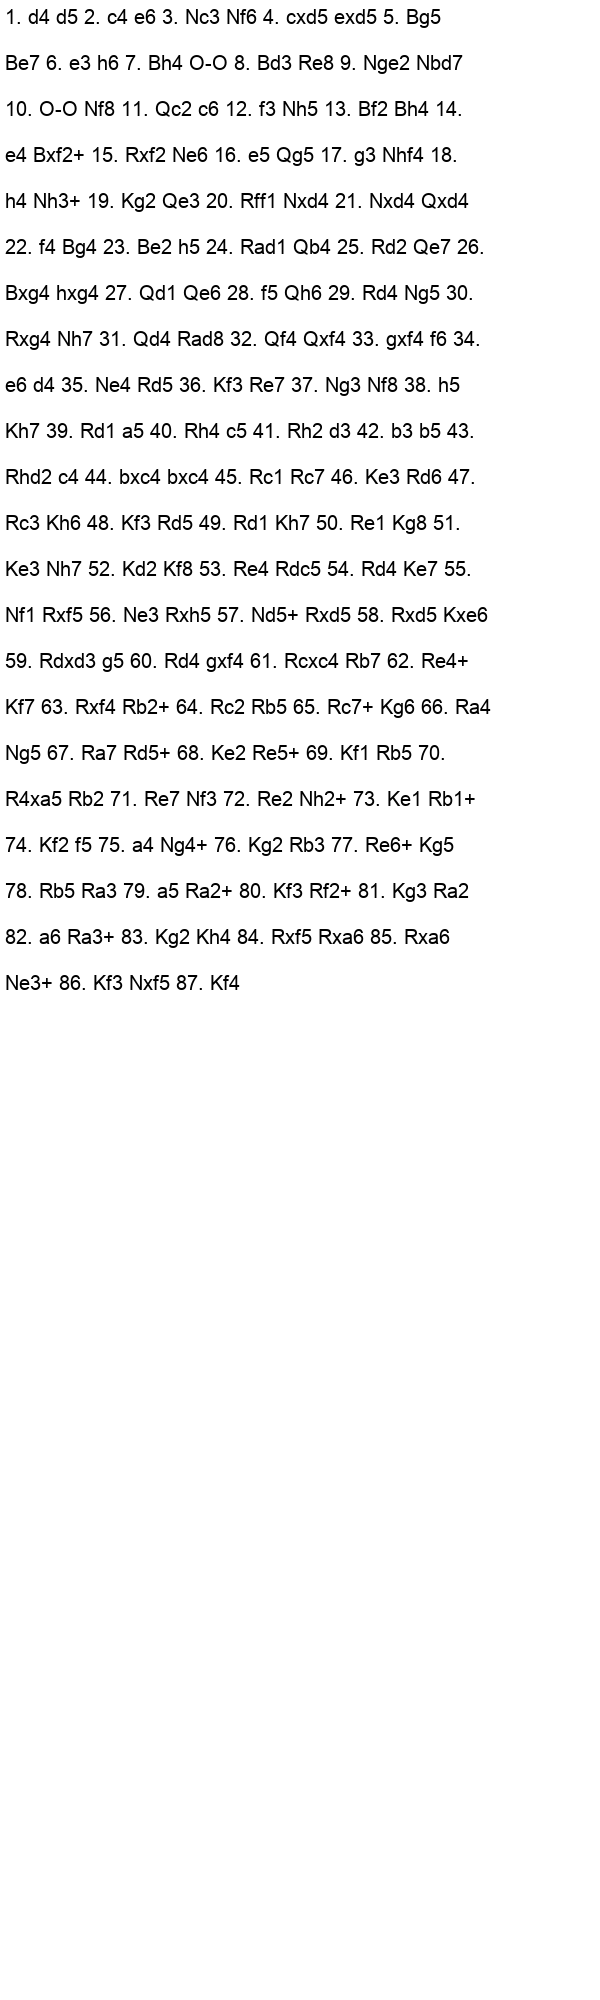 1. d4 d5 2. c4 e6 3. Nc3 Nf6 4. cxd5 exd5 5. Bg5
Be7 6. e3 h6 7. Bh4 O-O 8. Bd3 Re8 9. Nge2 Nbd7
10. O-O Nf8 11. Qc2 c6 12. f3 Nh5 13. Bf2 Bh4 14.
e4 Bxf2+ 15. Rxf2 Ne6 16. e5 Qg5 17. g3 Nhf4 18.
h4 Nh3+ 19. Kg2 Qe3 20. Rff1 Nxd4 21. Nxd4 Qxd4
22. f4 Bg4 23. Be2 h5 24. Rad1 Qb4 25. Rd2 Qe7 26.
Bxg4 hxg4 27. Qd1 Qe6 28. f5 Qh6 29. Rd4 Ng5 30.
Rxg4 Nh7 31. Qd4 Rad8 32. Qf4 Qxf4 33. gxf4 f6 34.
e6 d4 35. Ne4 Rd5 36. Kf3 Re7 37. Ng3 Nf8 38. h5
Kh7 39. Rd1 a5 40. Rh4 c5 41. Rh2 d3 42. b3 b5 43.
Rhd2 c4 44. bxc4 bxc4 45. Rc1 Rc7 46. Ke3 Rd6 47.
Rc3 Kh6 48. Kf3 Rd5 49. Rd1 Kh7 50. Re1 Kg8 51.
Ke3 Nh7 52. Kd2 Kf8 53. Re4 Rdc5 54. Rd4 Ke7 55.
Nf1 Rxf5 56. Ne3 Rxh5 57. Nd5+ Rxd5 58. Rxd5 Kxe6
59. Rdxd3 g5 60. Rd4 gxf4 61. Rcxc4 Rb7 62. Re4+
Kf7 63. Rxf4 Rb2+ 64. Rc2 Rb5 65. Rc7+ Kg6 66. Ra4
Ng5 67. Ra7 Rd5+ 68. Ke2 Re5+ 69. Kf1 Rb5 70.
R4xa5 Rb2 71. Re7 Nf3 72. Re2 Nh2+ 73. Ke1 Rb1+
74. Kf2 f5 75. a4 Ng4+ 76. Kg2 Rb3 77. Re6+ Kg5
78. Rb5 Ra3 79. a5 Ra2+ 80. Kf3 Rf2+ 81. Kg3 Ra2
82. a6 Ra3+ 83. Kg2 Kh4 84. Rxf5 Rxa6 85. Rxa6
Ne3+ 86. Kf3 Nxf5 87. Kf4